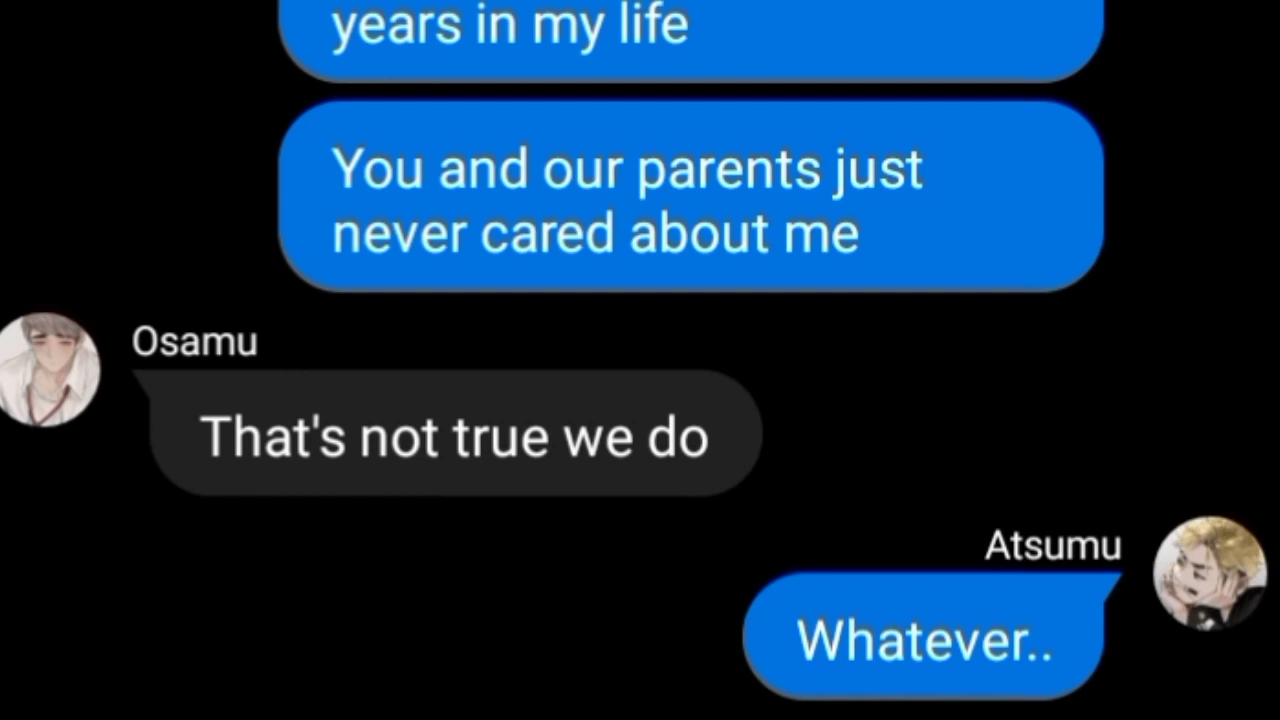 years in my life
You and our parents just
never cared about me
Osamu
That's not true we do
Atsumu
Whatever..